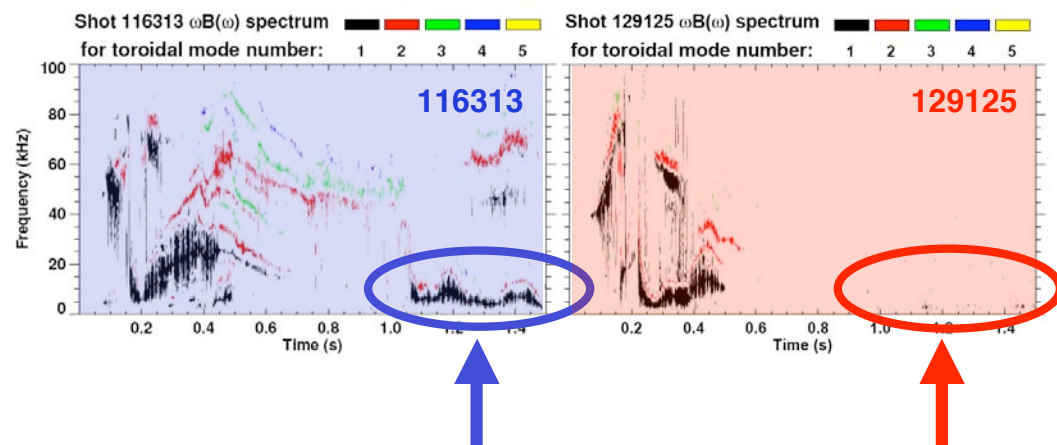 Shot 116313 ωB(ω) spectrum
for toroidal mode number: 1 2 3 4 5
116313
100
80
60
40
20
0
Frequency (kHz)
0.2 0.4 0.6 0.8 1.0 1.2 1.4
Time (s)
Shot 129125 ωB(ω) spectrum
for toroidal mode number: 1 2 3 4 5
129125
0.2 0.4 0.6 0.8 1.0 1.2 1.4
Time (s)